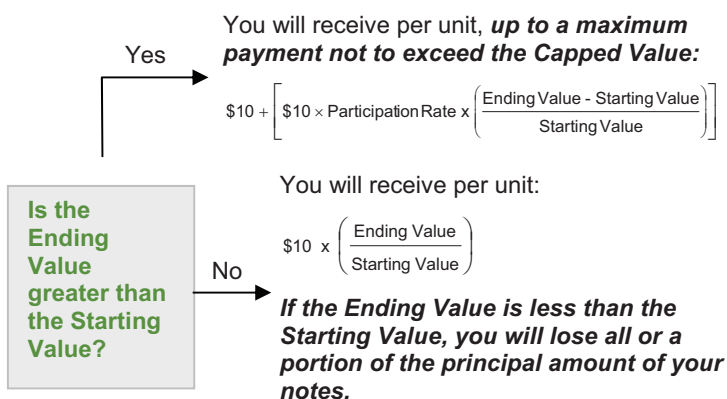 You will receive per unit, up to a maximum
payment not to exceed the Capped Value:
Yes
$10 + [ $10 × Participation Rate x ( Ending Value - Starting Value / Starting Value ) ]
You will receive per unit:
$10 x ( Ending Value / Starting Value )
Is the
Ending
Value
greater than
the Starting
Value?
No
If the Ending Value is less than the
Starting Value, you will lose all or a
portion of the principal amount of your
notes.